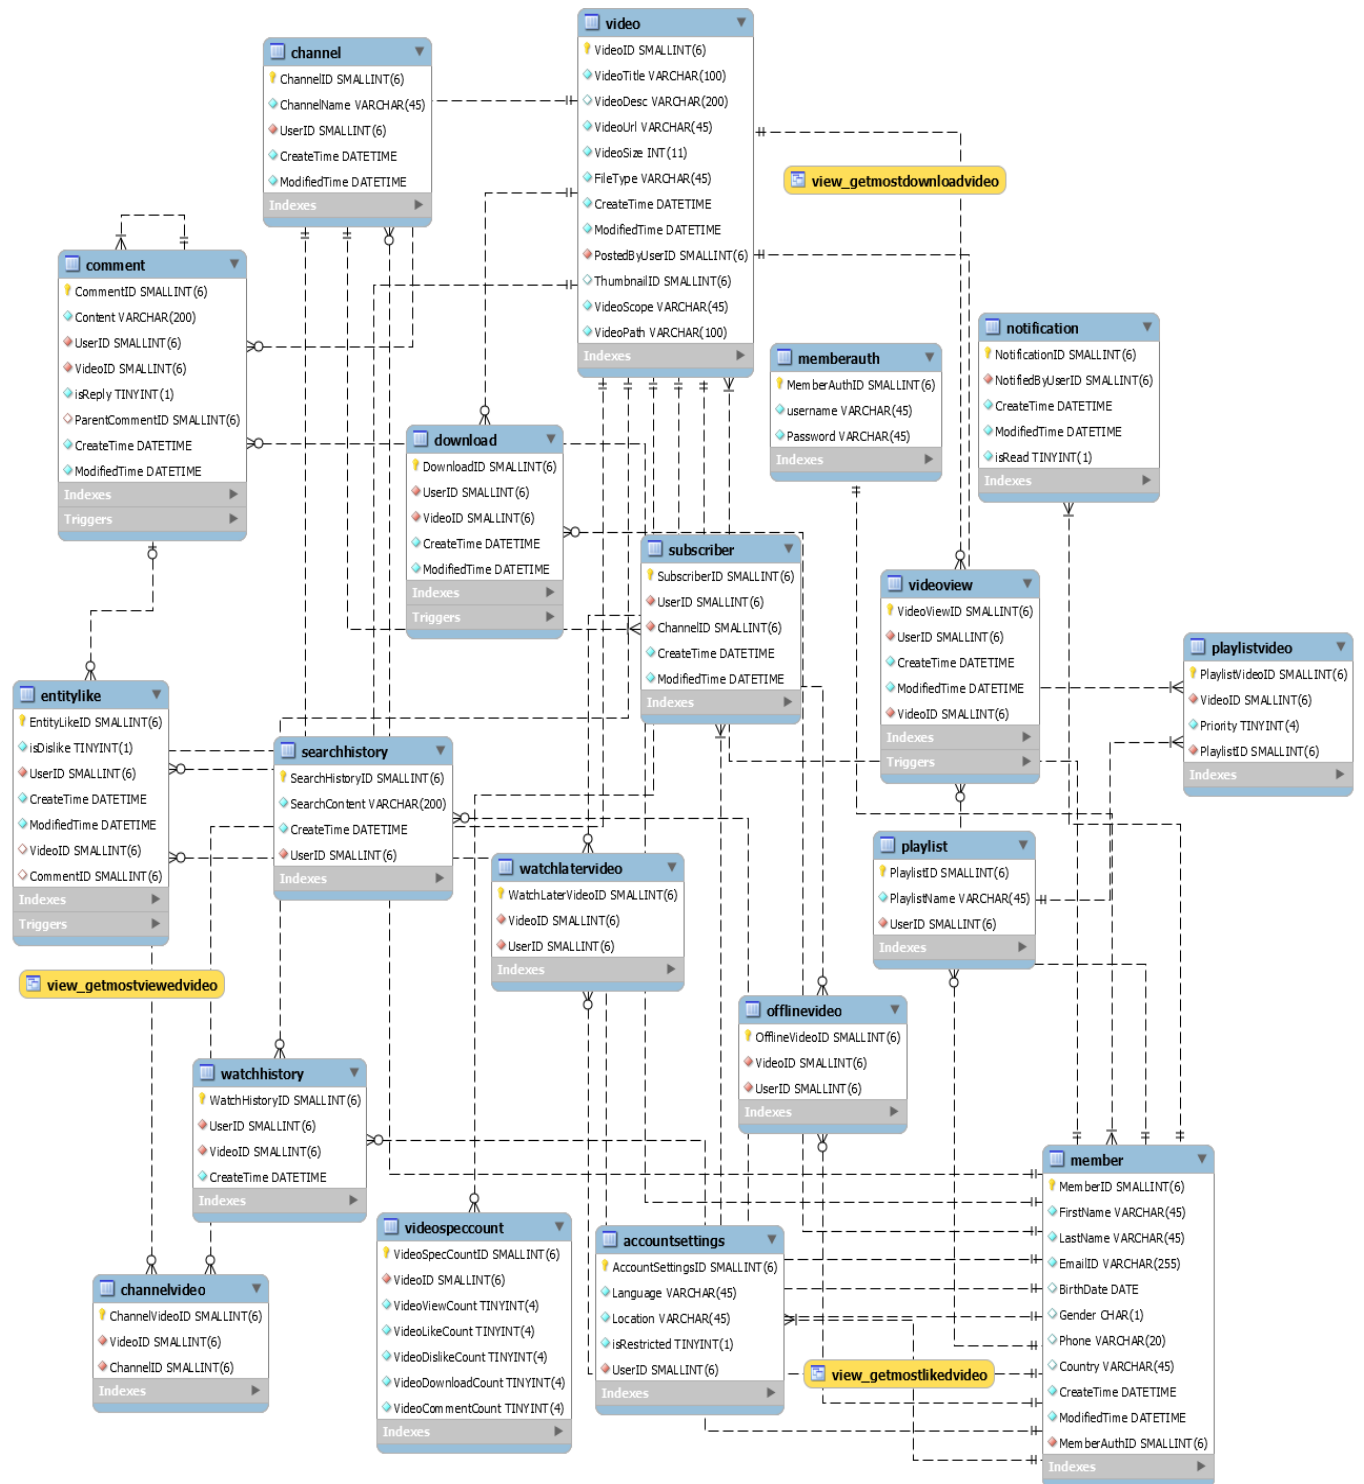 video
VideoID SMALLINT(6)
VideoTitle VARCHAR(100)
VideoDesc VARCHAR(200)
VideoUrl VARCHAR(45)
VideoSize INT(11)
FileType VARCHAR(45)
CreateTime DATETIME
ModifiedTime DATETIME
PostedByUserID SMALLINT(6)
ThumbnailID SMALLINT(6)
VideoScope VARCHAR(45)
VideoPath VARCHAR(100)
Indexes
channel
ChannelID SMALLINT(6)
ChannelName VARCHAR(45)
UserID SMALLINT(6)
CreateTime DATETIME
ModifiedTime DATETIME
Indexes
view_getmostdownloadvideo
comment
CommentID SMALLINT(6)
Content VARCHAR(200)
UserID SMALLINT(6)
VideoID SMALLINT(6)
isReply TINYINT(1)
ParentCommentID SMALLINT(6)
CreateTime DATETIME
ModifiedTime DATETIME
Indexes
Triggers
notification
NotificationID SMALLINT(6)
NotifiedByUserID SMALLINT(6)
CreateTime DATETIME
ModifiedTime DATETIME
isRead TINYINT(1)
Indexes
memberauth
MemberAuthID SMALLINT(6)
username VARCHAR(45)
Password VARCHAR(45)
Indexes
download
DownloadID SMALLINT(6)
UserID SMALLINT(6)
VideoID SMALLINT(6)
CreateTime DATETIME
ModifiedTime DATETIME
Indexes
Triggers
subscriber
SubscriberID SMALLINT(6)
UserID SMALLINT(6)
ChannelID SMALLINT(6)
CreateTime DATETIME
ModifiedTime DATETIME
Indexes
videoview
VideoViewID SMALLINT(6)
UserID SMALLINT(6)
CreateTime DATETIME
ModifiedTime DATETIME
VideoID SMALLINT(6)
Indexes
Triggers
playlistvideo
PlaylistVideoID SMALLINT(6)
VideoID SMALLINT(6)
Priority TINYINT(4)
PlaylistID SMALLINT(6)
Indexes
entitylike
EntityLikeID SMALLINT(6)
isDislike TINYINT(1)
UserID SMALLINT(6)
CreateTime DATETIME
ModifiedTime DATETIME
VideoID SMALLINT(6)
CommentID SMALLINT(6)
Indexes
Triggers
searchhistory
SearchHistoryID SMALLINT(6)
SearchContent VARCHAR(200)
CreateTime DATETIME
UserID SMALLINT(6)
Indexes
watchlatervideo
WatchLaterVideoID SMALLINT(6)
VideoID SMALLINT(6)
UserID SMALLINT(6)
Indexes
playlist
PlaylistID SMALLINT(6)
PlaylistName VARCHAR(45)
UserID SMALLINT(6)
Indexes
view_getmostviewedvideo
offlinevideo
OfflineVideoID SMALLINT(6)
VideoID SMALLINT(6)
UserID SMALLINT(6)
Indexes
watchhistory
WatchHistoryID SMALLINT(6)
UserID SMALLINT(6)
VideoID SMALLINT(6)
CreateTime DATETIME
Indexes
member
MemberID SMALLINT(6)
FirstName VARCHAR(45)
LastName VARCHAR(45)
EmailID VARCHAR(255)
BirthDate DATE
Gender CHAR(1)
Phone VARCHAR(20)
Country VARCHAR(45)
CreateTime DATETIME
ModifiedTime DATETIME
MemberAuthID SMALLINT(6)
Indexes
videospeccount
VideoSpecCountID SMALLINT(6)
VideoID SMALLINT(6)
VideoViewCount TINYINT(4)
VideoLikeCount TINYINT(4)
VideoDislikeCount TINYINT(4)
VideoDownloadCount TINYINT(4)
VideoCommentCount TINYINT(4)
Indexes
accountsettings
AccountSettingsID SMALLINT(6)
Language VARCHAR(45)
Location VARCHAR(45)
isRestricted TINYINT(1)
UserID SMALLINT(6)
Indexes
channelvideo
ChannelVideoID SMALLINT(6)
VideoID SMALLINT(6)
ChannelID SMALLINT(6)
Indexes
view_getmostlikedvideo